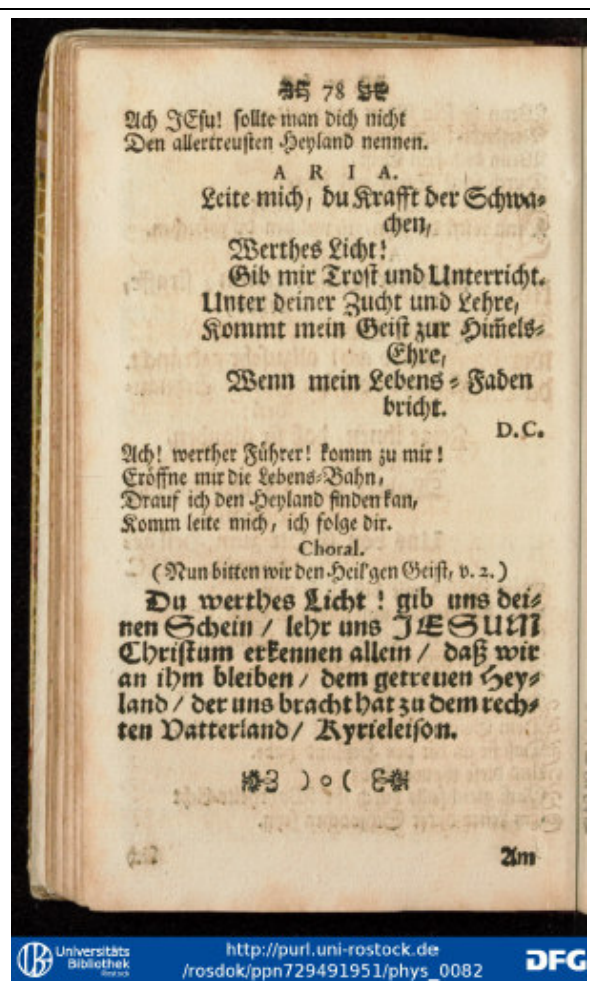 78
Ach JEsu! sollte man dich nicht
Den allertreusten Heyland nennen.
A R I A.
Leite mich, du Krafft der Schwa-
chen,
Werthes Licht!
Gib mir Trost und Unterricht.
Unter deiner Zucht und Lehre,
Kommt mein Geist zur Him̅els-
Ehre,
Wenn mein Lebens-Faden
bricht.
D.C.
Ach! werther Führer! komm zu mir!
Eröffne mir die Lebens-Bahn,
Drauf ich den Heyland finden kan,
Komm leite mich, ich folge dir.
Choral.
(Nun bitten wir den Heil'gen Geist, v. 2.)
Du werthes Licht! gib uns dei-
nen Schein / lehr uns JESUM
Christum erkennen allein / daß wir
an ihm bleiben / dem getreuen Hey-
land / der uns bracht hat zu dem rech-
ten Vatterland / Kyrieleison.
Am
Universitäts
Bibliothek
Rostock
http://purl.uni-rostock.de
/rosdok/ppn729491951/phys_0082
DFG